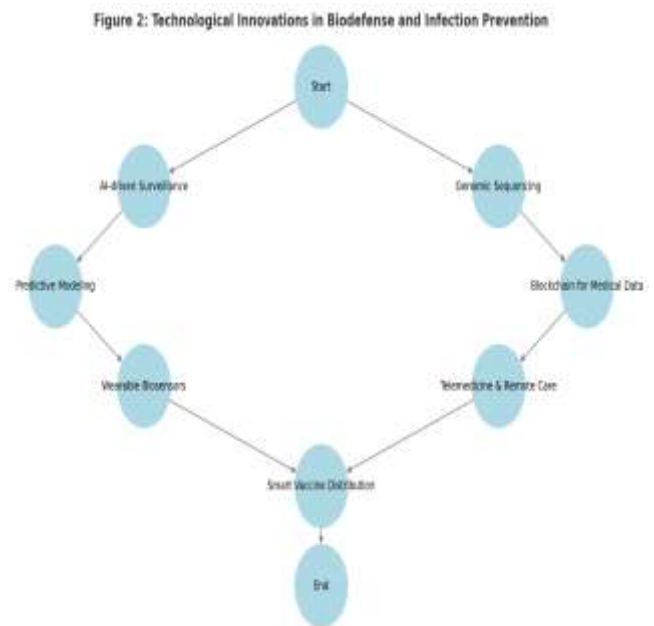 Figure 2: Technological Innovations in Biodefense and Infection Prevention
Start
AI-driven Surveillance
Genomic Sequencing
Predictive Modeling
Blockchain for Medical Data
Wearable Biosensors
Telemedicine & Remote Care
Smart Vaccine Distribution
End